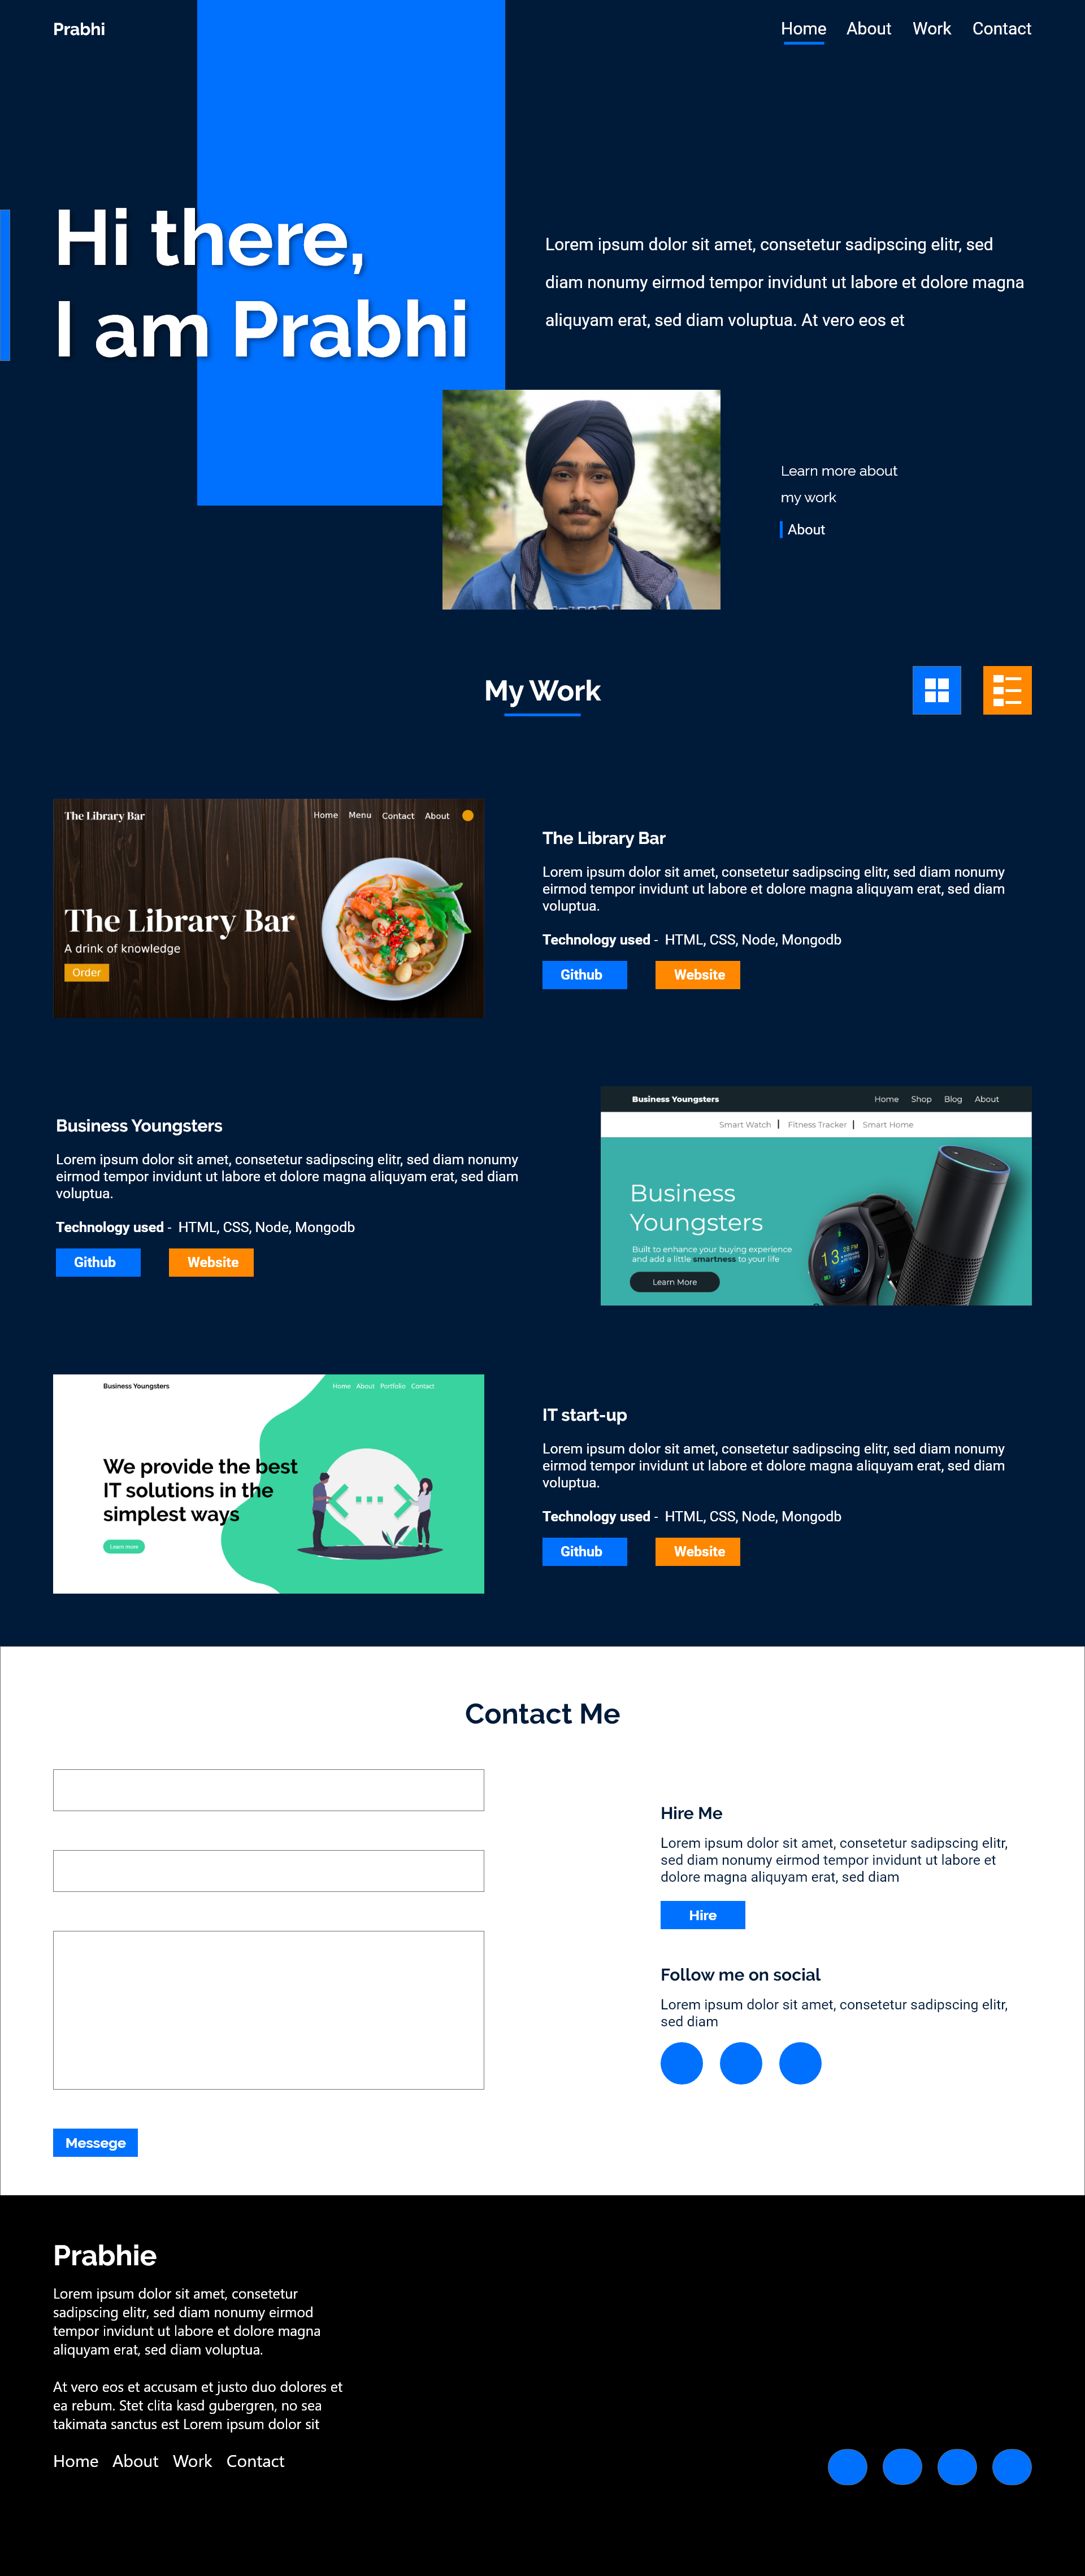 Prabhi
Home About Work Contact
Hi there,
I am Prabhi
Lorem ipsum dolor sit amet, consetetur sadipscing elitr, sed
diam nonumy eirmod tempor invidunt ut labore et dolore magna
aliquyam erat, sed diam voluptua. At vero eos et
Learn more about
my work
About
My Work
The Library Bar
Home Menu Contact About
The Library Bar
A drink of knowledge
Order
The Library Bar
Lorem ipsum dolor sit amet, consetetur sadipscing elitr, sed diam nonumy
eirmod tempor invidunt ut labore et dolore magna aliquyam erat, sed diam
voluptua.
Technology used - HTML, CSS, Node, Mongodb
Github Website
Business Youngsters
Lorem ipsum dolor sit amet, consetetur sadipscing elitr, sed diam nonumy
eirmod tempor invidunt ut labore et dolore magna aliquyam erat, sed diam
voluptua.
Technology used - HTML, CSS, Node, Mongodb
Github Website
Business Youngsters
Home Shop Blog About
Smart Watch | Fitness Tracker | Smart Home
Business
Youngsters
Built to enhance your buying experience
and add a little smartness to your life
Learn More
Business Youngsters
Home About Portfolio Contact
We provide the best
IT solutions in the
simplest ways
Learn more
IT start-up
Lorem ipsum dolor sit amet, consetetur sadipscing elitr, sed diam nonumy
eirmod tempor invidunt ut labore et dolore magna aliquyam erat, sed diam
voluptua.
Technology used - HTML, CSS, Node, Mongodb
Github Website
Contact Me
Messege
Hire Me
Lorem ipsum dolor sit amet, consetetur sadipscing elitr,
sed diam nonumy eirmod tempor invidunt ut labore et
dolore magna aliquyam erat, sed diam
Hire
Follow me on social
Lorem ipsum dolor sit amet, consetetur sadipscing elitr,
sed diam
Prabhie
Lorem ipsum dolor sit amet, consetetur
sadipscing elitr, sed diam nonumy eirmod
tempor invidunt ut labore et dolore magna
aliquyam erat, sed diam voluptua.
At vero eos et accusam et justo duo dolores et
ea rebum. Stet clita kasd gubergren, no sea
takimata sanctus est Lorem ipsum dolor sit
Home About Work Contact